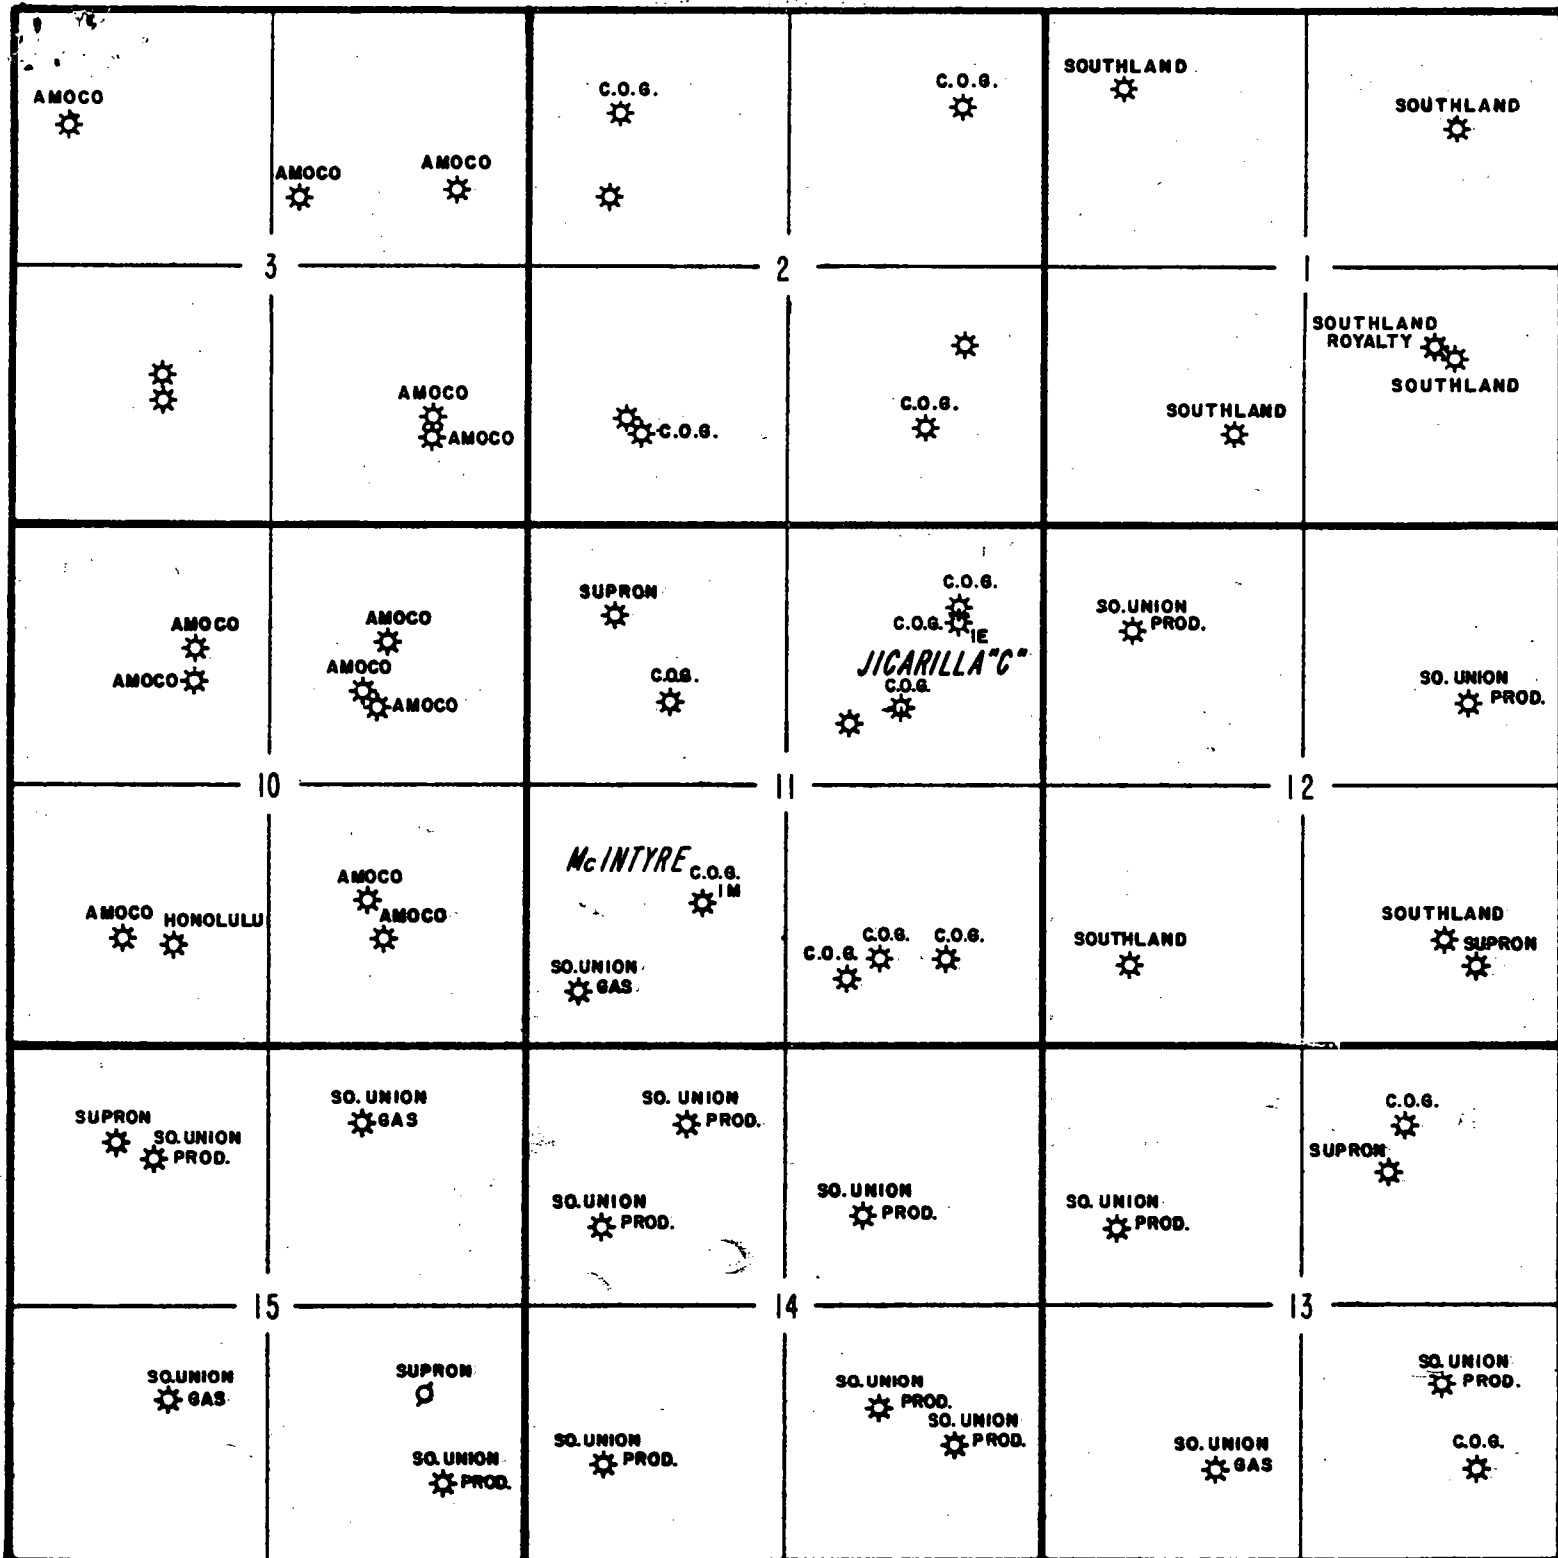 AMOCO
AMOCO
AMOCO
C.O.G.
C.O.G.
SOUTHLAND
SOUTHLAND
3
2
1
AMOCO
AMOCO
C.O.G.
C.O.G.
SOUTHLAND
SOUTHLAND
ROYALTY
SOUTHLAND
AMOCO
AMOCO
AMOCO
AMOCO
AMOCO
SUPRON
C.O.G.
C.O.G.
C.O.G.
1E
JICARILLA "C"
C.O.G.
SO. UNION
PROD.
SO. UNION
PROD.
10
11
12
AMOCO
HONOLULU
AMOCO
AMOCO
McINTYRE
C.O.G.
1M
SO. UNION
GAS
C.O.G.
C.O.G.
C.O.G.
SOUTHLAND
SOUTHLAND
SUPRON
SUPRON
SO. UNION
PROD.
SO. UNION
GAS
SO. UNION
PROD.
SO. UNION
PROD.
SO. UNION
PROD.
SO. UNION
PROD.
C.O.G.
SUPRON
15
14
13
SO. UNION
GAS
SUPRON
SO. UNION
PROD.
SO. UNION
PROD.
SO. UNION
PROD.
SO. UNION
PROD.
SO. UNION
GAS
SO. UNION
PROD.
C.O.G.